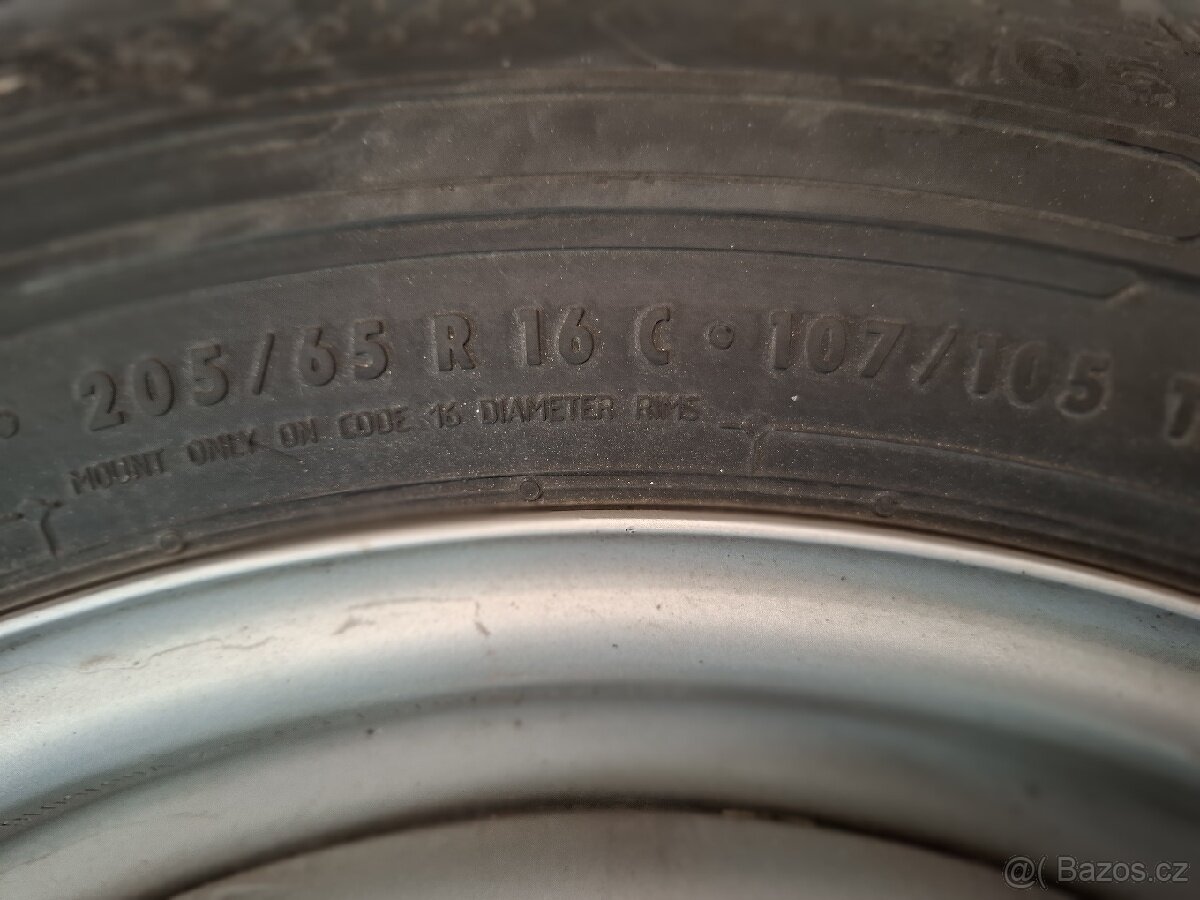 • 205/65 R 16 C • 107/105 T
MOUNT ONLY ON CODE 16 DIAMETER RIMS
@( Bazos.cz